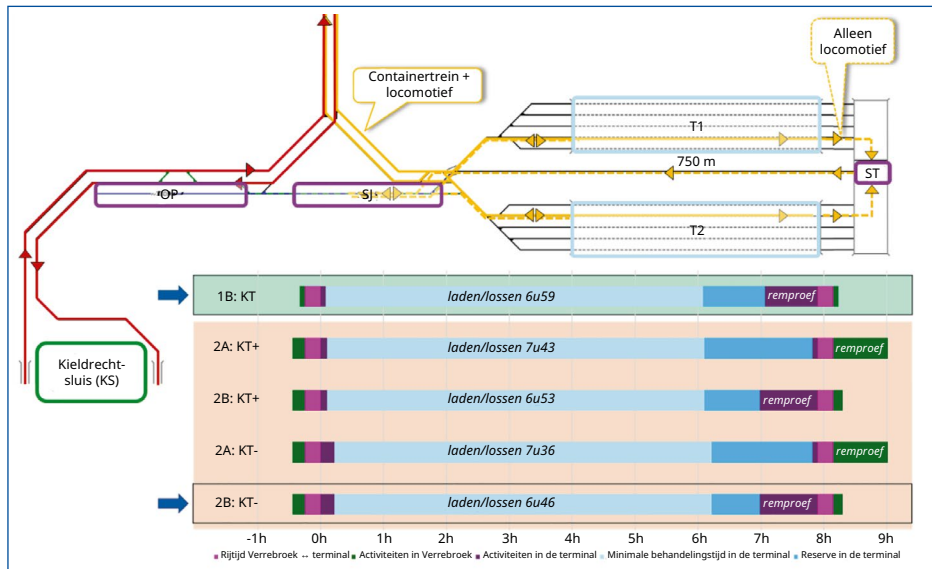 Alleen
locomotief
Containertrein +
locomotief
T1
750 m
ST
OP
SJ
T2
Kieldrecht-
sluis (KS)
1B: KT
laden/lossen 6u59
remproef
2A: KT+
laden/lossen 7u43
remproef
2B: KT+
laden/lossen 6u53
remproef
2A: KT-
laden/lossen 7u36
remproef
2B: KT-
laden/lossen 6u46
remproef
-1h 0h 0h 2h 3h 4h 5h 6h 7h 8h 9h
Rijtijd Verrebroek ↔ terminal Activiteiten in Verrebroek Activiteiten in de terminal Minimale behandelingstijd in de terminal Reserve in de terminal